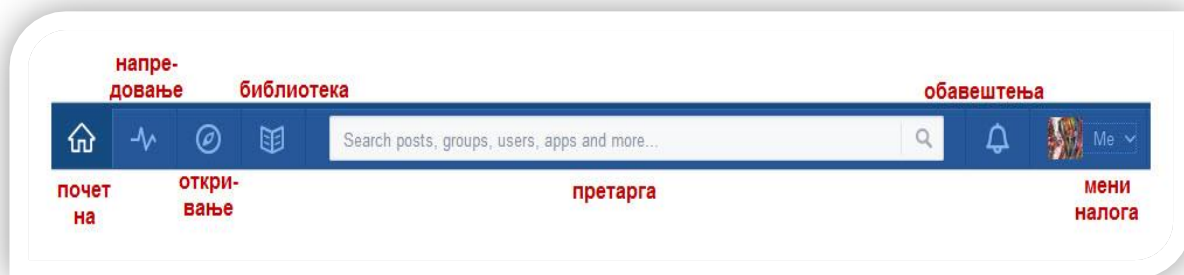 напре-
довање
библиотека
обавештења
Search posts, groups, users, apps and more...
Me
почет
на
откри-
вање
претарга
мени
налога